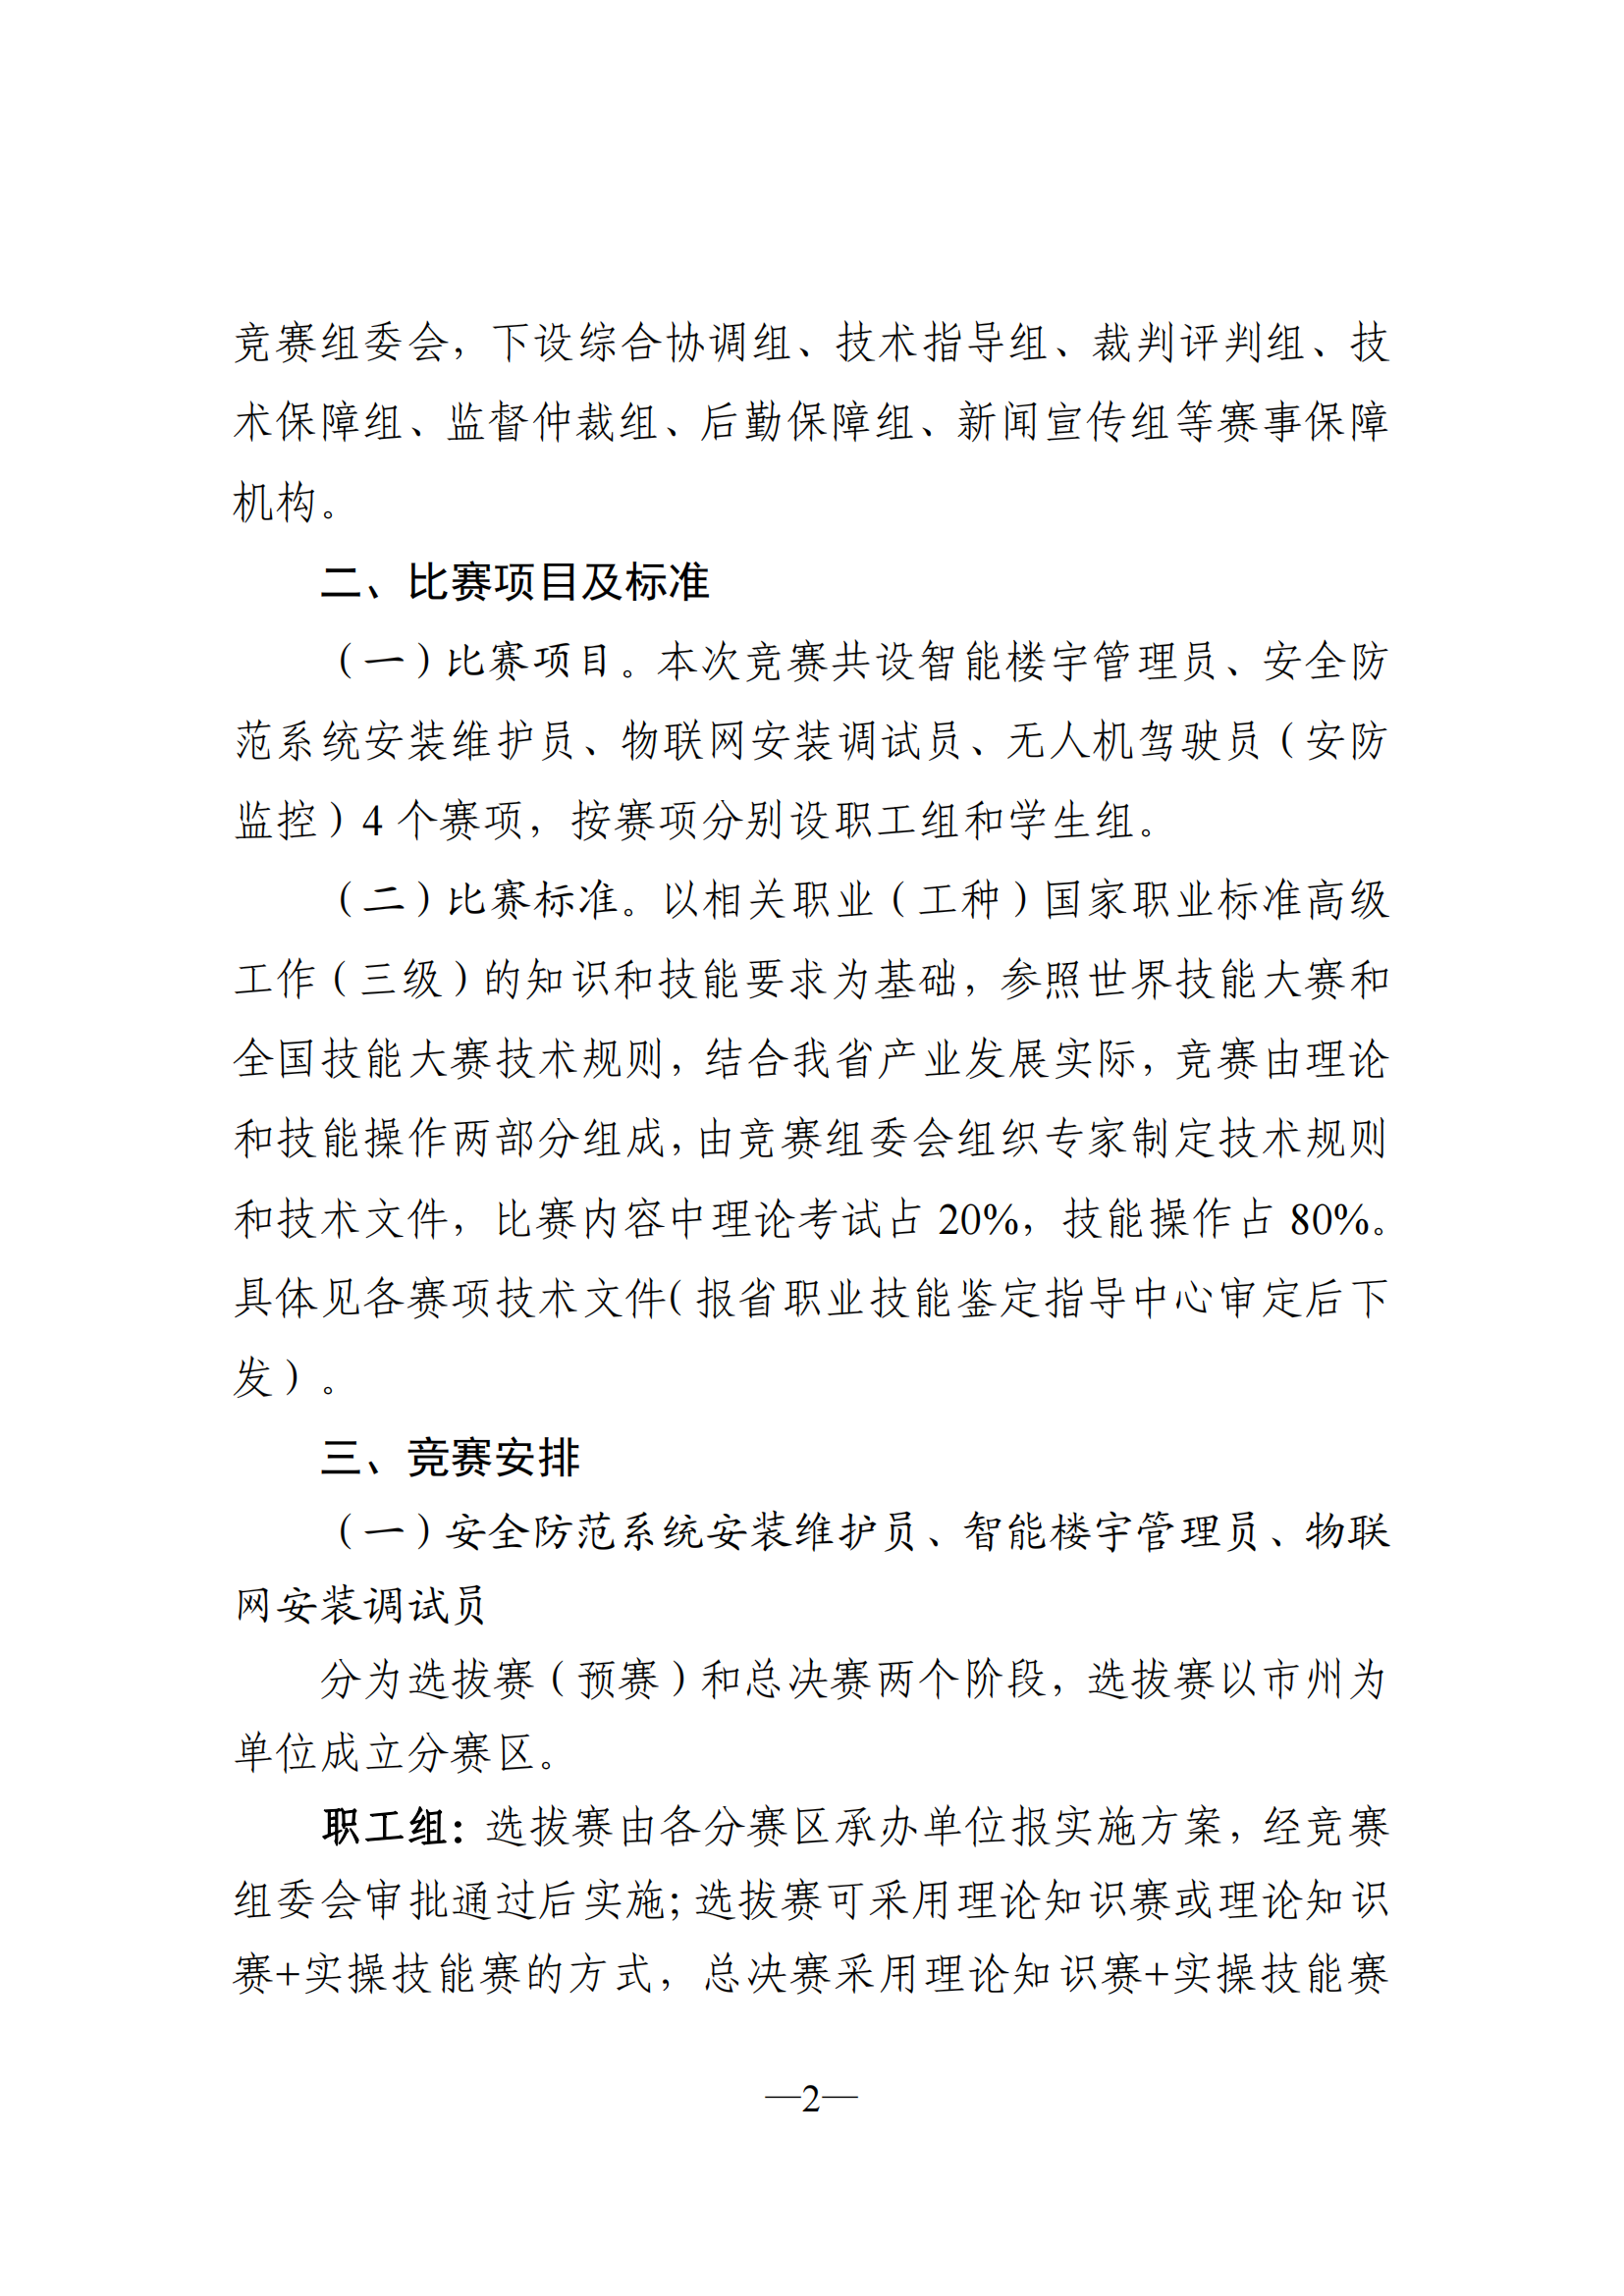 竞赛组委会，下设综合协调组、技术指导组、裁判评判组、技
术保障组、监督仲裁组、后勤保障组、新闻宣传组等赛事保障
机构。
二、比赛项目及标准
（一）比赛项目。本次竞赛共设智能楼宇管理员、安全防
范系统安装维护员、物联网安装调试员、无人机驾驶员（安防
监控）4 个赛项，按赛项分别设职工组和学生组。
（二）比赛标准。以相关职业（工种）国家职业标准高级
工作（三级）的知识和技能要求为基础，参照世界技能大赛和
全国技能大赛技术规则，结合我省产业发展实际，竞赛由理论
和技能操作两部分组成，由竞赛组委会组织专家制定技术规则
和技术文件，比赛内容中理论考试占 20%，技能操作占 80%。
具体见各赛项技术文件（报省职业技能鉴定指导中心审定后下
发）。
三、竞赛安排
（一）安全防范系统安装维护员、智能楼宇管理员、物联
网安装调试员
分为选拔赛（预赛）和总决赛两个阶段，选拔赛以市州为
单位成立分赛区。
职工组：选拔赛由各分赛区承办单位报实施方案，经竞赛
组委会审批通过后实施；选拔赛可采用理论知识赛或理论知识
赛+实操技能赛的方式，总决赛采用理论知识赛+实操技能赛
—2—